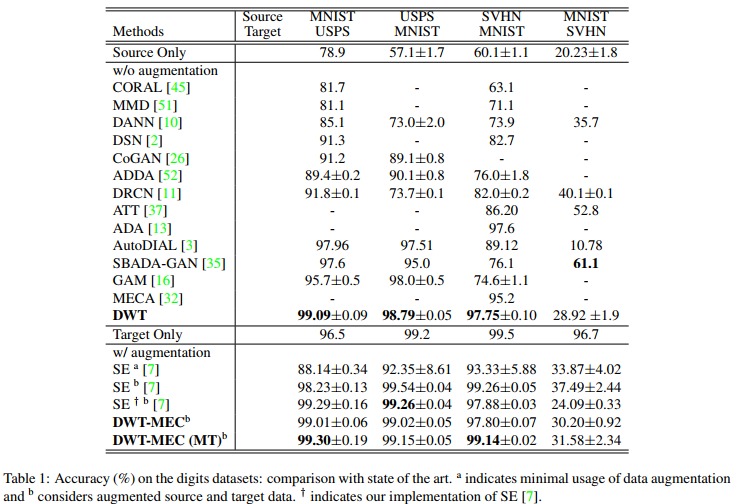 Source MNIST USPS SVHN MNIST
Methods Target USPS MNIST MNIST SVHN
Source Only 78.9 57.1±1.7 60.1±1.1 20.23±1.8
w/o augmentation
CORAL [45] 81.7 - 63.1 -
MMD [51] 81.1 - 71.1 -
DANN [10] 85.1 73.0±2.0 73.9 35.7
DSN [2] 91.3 - 82.7 -
CoGAN [26] 91.2 89.1±0.8 - -
ADDA [52] 89.4±0.2 90.1±0.8 76.0±1.8 -
DRCN [11] 91.8±0.1 73.7±0.1 82.0±0.2 40.1±0.1
ATT [37] - - 86.20 52.8
ADA [13] - - 97.6 -
AutoDIAL [3] 97.96 97.51 89.12 10.78
SBADA-GAN [35] 97.6 95.0 76.1 61.1
GAM [16] 95.7±0.5 98.0±0.5 74.6±1.1 -
MECA [32] - - 95.2 -
DWT 99.09±0.09 98.79±0.05 97.75±0.10 28.92 ±1.9
Target Only 96.5 99.2 99.5 96.7
w/ augmentation
SE a [7] 88.14±0.34 92.35±8.61 93.33±5.88 33.87±4.02
SE b [7] 98.23±0.13 99.54±0.04 99.26±0.05 37.49±2.44
SE † b [7] 99.29±0.16 99.26±0.04 97.88±0.03 24.09±0.33
DWT-MECb 99.01±0.06 99.02±0.05 97.80±0.07 30.20±0.92
DWT-MEC (MT)b 99.30±0.19 99.15±0.05 99.14±0.02 31.58±2.34
Table 1: Accuracy (%) on the digits datasets: comparison with state of the art. a indicates minimal usage of data augmentation
and b considers augmented source and target data. † indicates our implementation of SE [7].